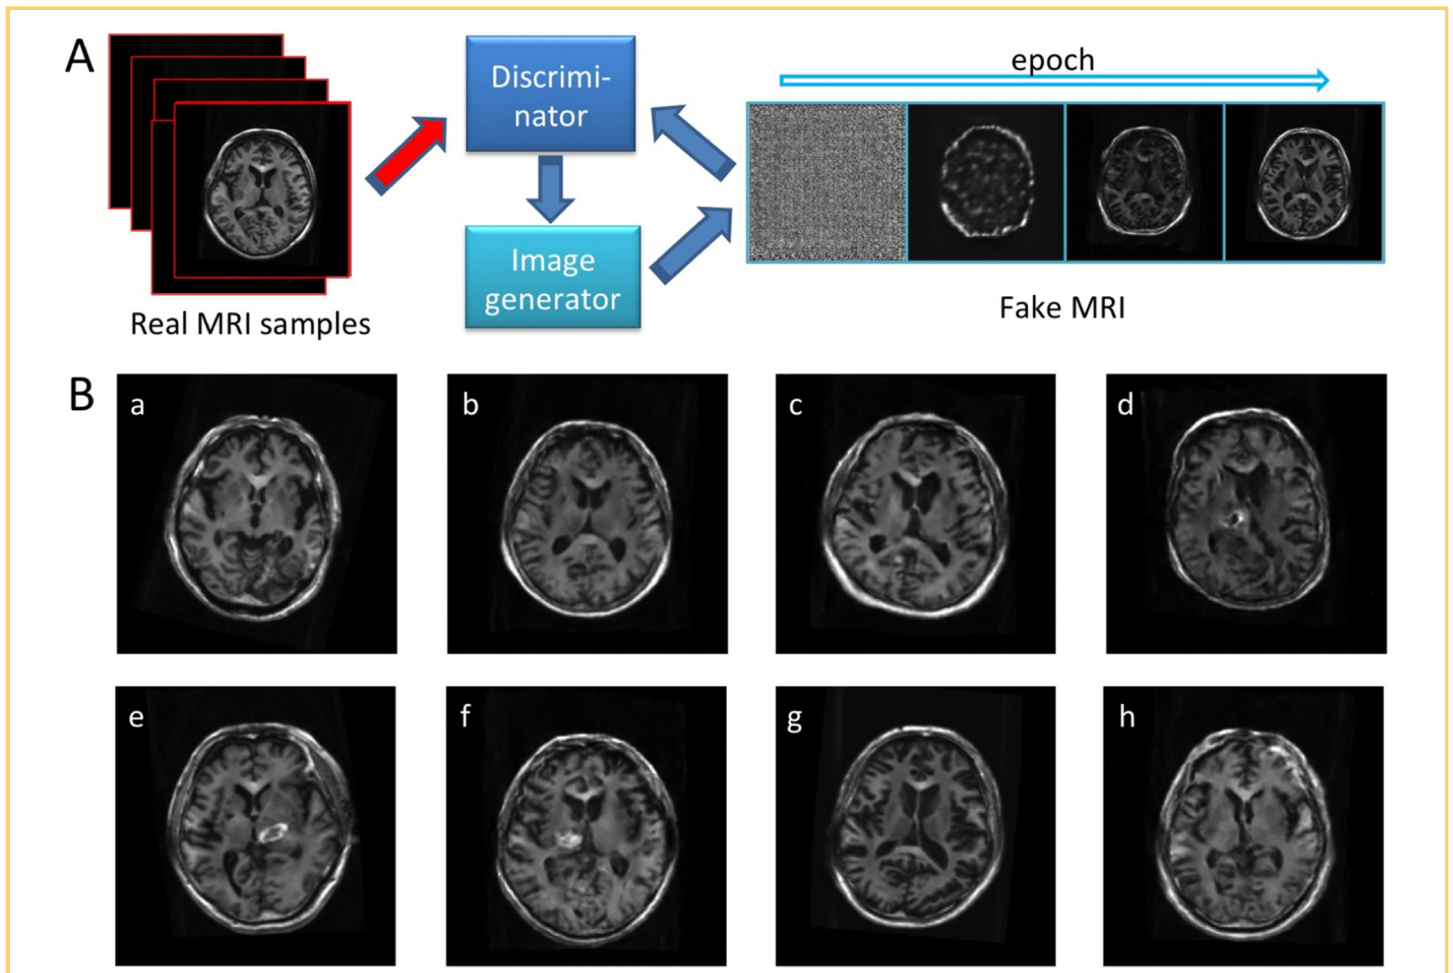 A
Discrimi-
nator
epoch
Image
generator
Real MRI samples
Fake MRI
B
a
b
c
d
e
f
g
h